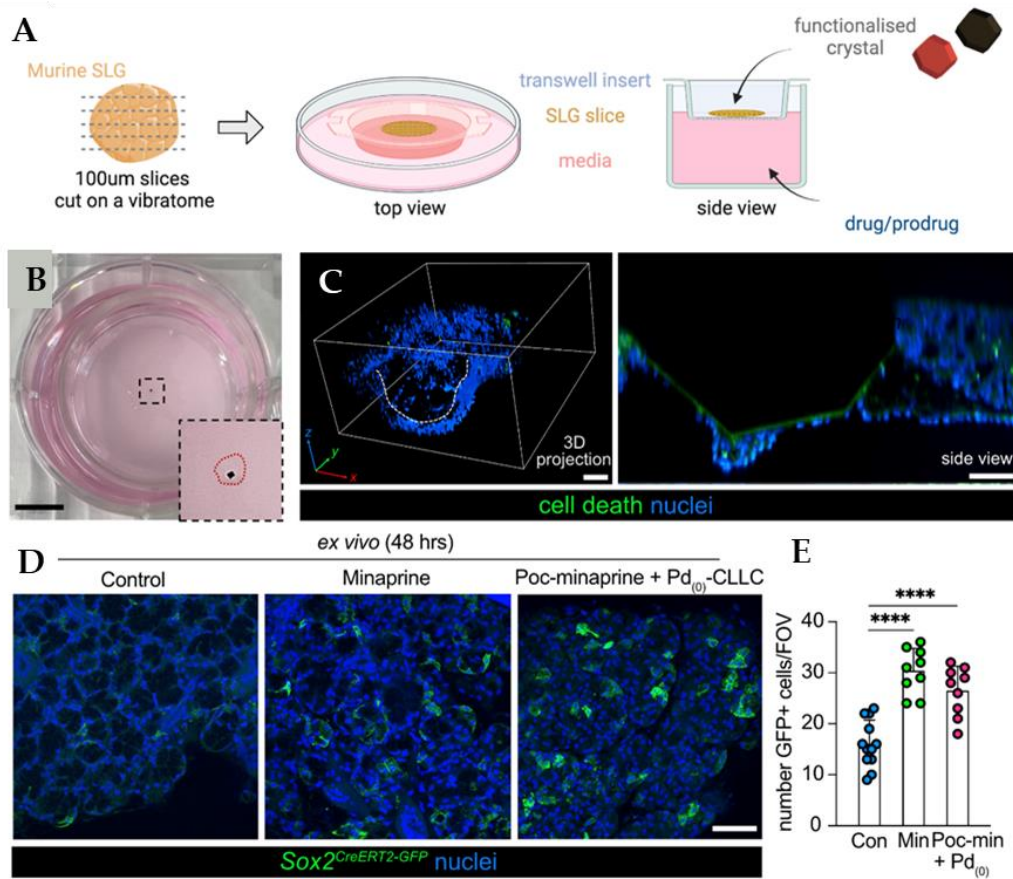 A
Murine SLG
100um slices
cut on a vibratome
top view
transwell insert
SLG slice
media
functionalised
crystal
side view
drug/prodrug
B
C
z
y
x
3D
projection
side view
cell death nuclei
D
ex vivo (48 hrs)
Control
Minaprine
Poc-minaprine + Pd(0)-CLLC
Sox2CreERT2-GFP nuclei
E
number GFP+ cells/FOV
40
30
20
10
0
****
****
Con
Min
Poc-min
+ Pd(0)